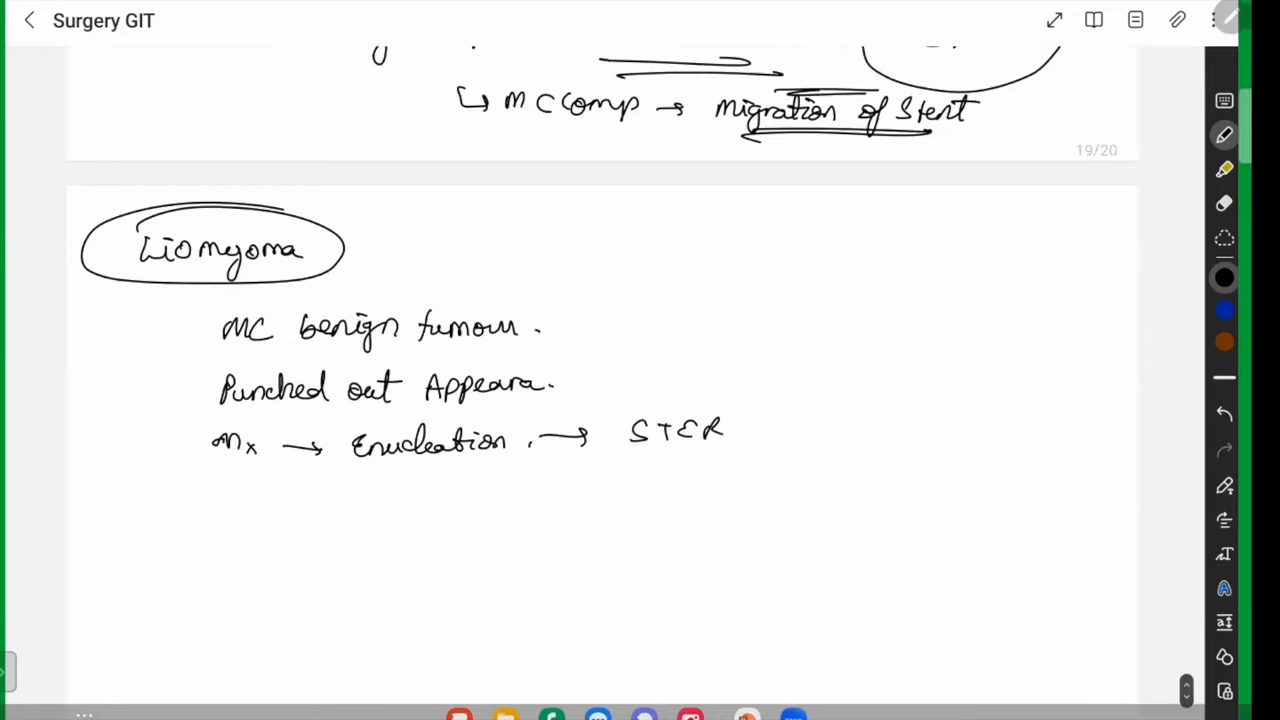 Surgery GIT
↳ MC Comp → Migration of Stent
19/20
Liomyoma
MC benign tumour.
Punched out Appeara.
Mx → Enucleation. → STER